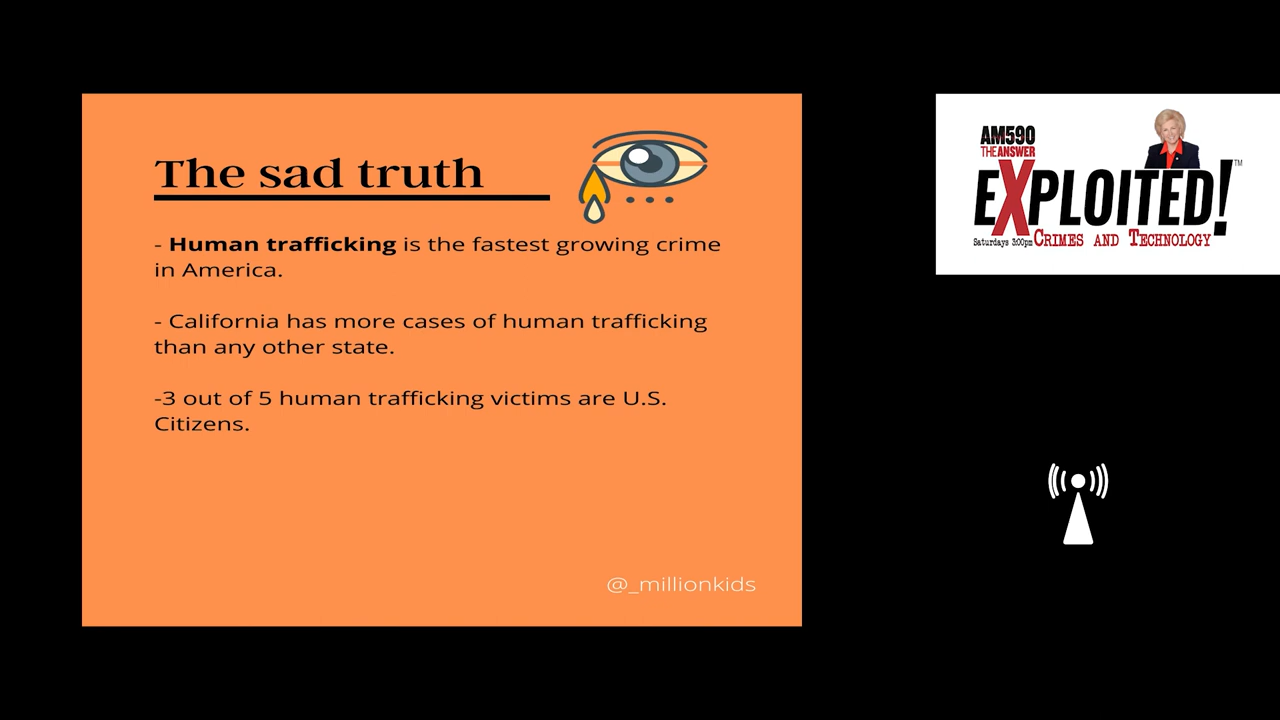 The sad truth
- Human trafficking is the fastest growing crime
in America.
- California has more cases of human trafficking
than any other state.
-3 out of 5 human trafficking victims are U.S.
Citizens.
@_millionkids
AM590
THE ANSWER
EXPLOITED!™
Saturdays 3:00pm CRIMES AND TECHNOLOGY